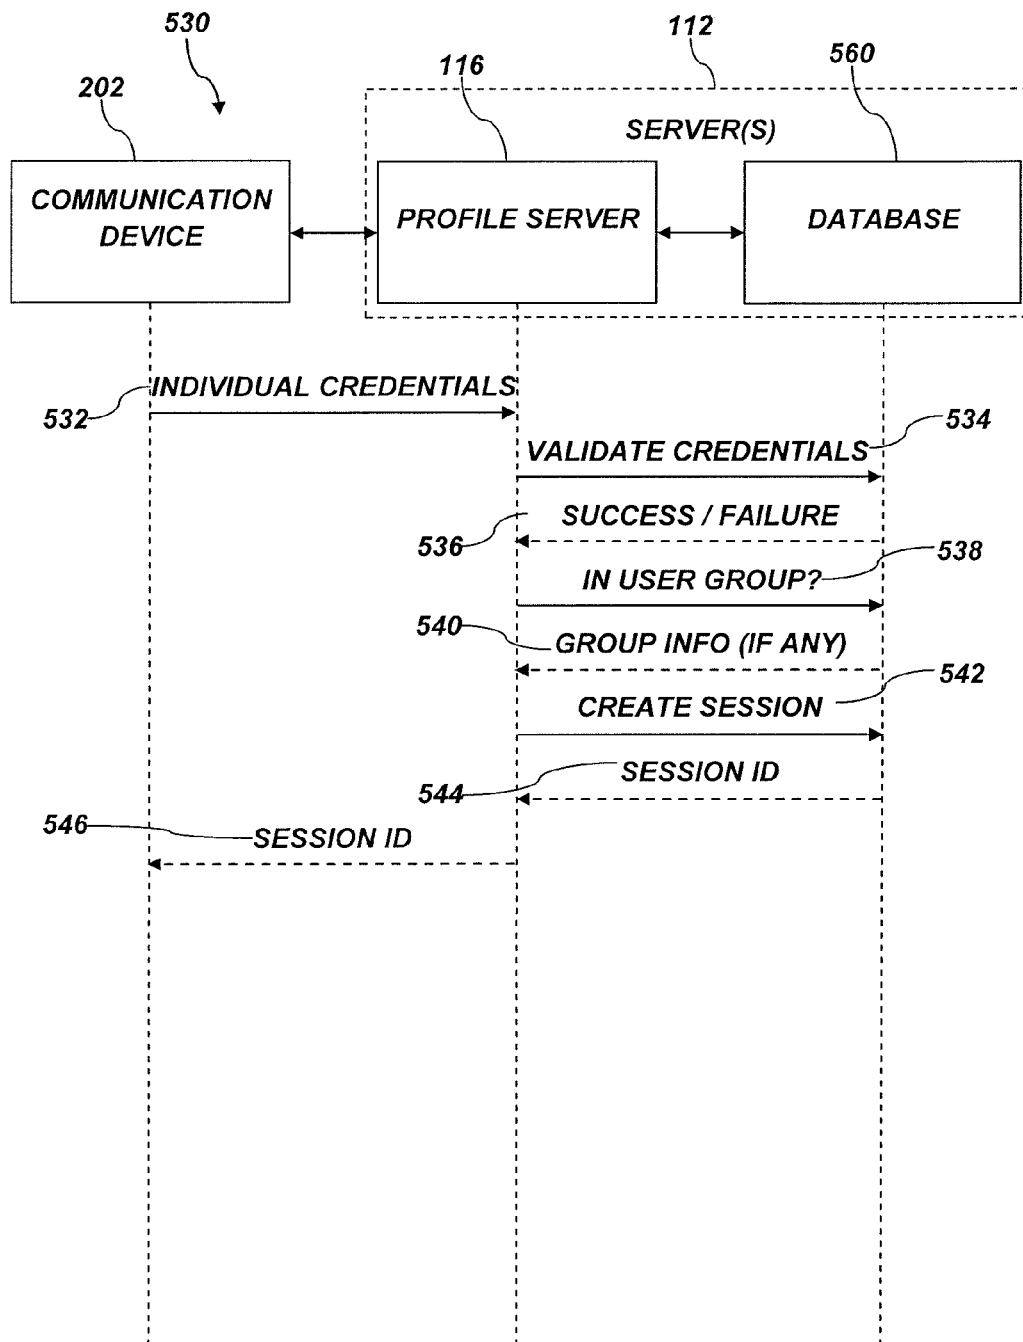 530
112
202
116
560
SERVER(S)
COMMUNICATION
DEVICE
PROFILE SERVER
DATABASE
INDIVIDUAL CREDENTIALS
532
534
VALIDATE CREDENTIALS
SUCCESS / FAILURE
536
538
IN USER GROUP?
540
GROUP INFO (IF ANY)
542
CREATE SESSION
SESSION ID
544
546
SESSION ID